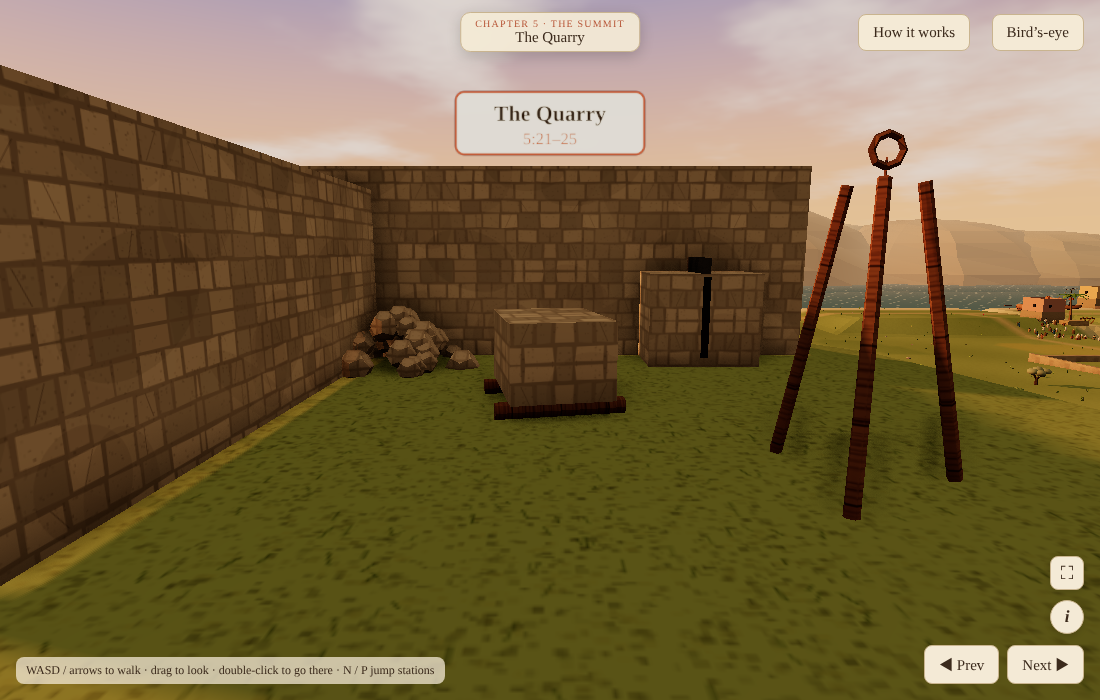 CHAPTER 5 · THE SUMMIT
The Quarry
How it works
Bird's-eye
The Quarry
5:21–25
i
WASD / arrows to walk · drag to look · double-click to go there · N / P jump stations
◀ Prev
Next ▶